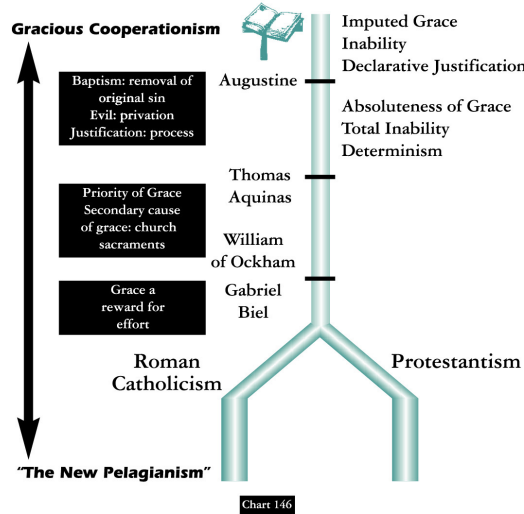 Gracious Cooperationism
Imputed Grace
Inability
Declarative Justification
Baptism: removal of
original sin
Evil: privation
Justification: process
Augustine
Absoluteness of Grace
Total Inability
Determinism
Thomas
Aquinas
Priority of Grace
Secondary cause
of grace: church
sacraments
William
of Ockham
Grace a
reward for
effort
Gabriel
Biel
Roman
Catholicism
Protestantism
"The New Pelagianism"
Chart 146